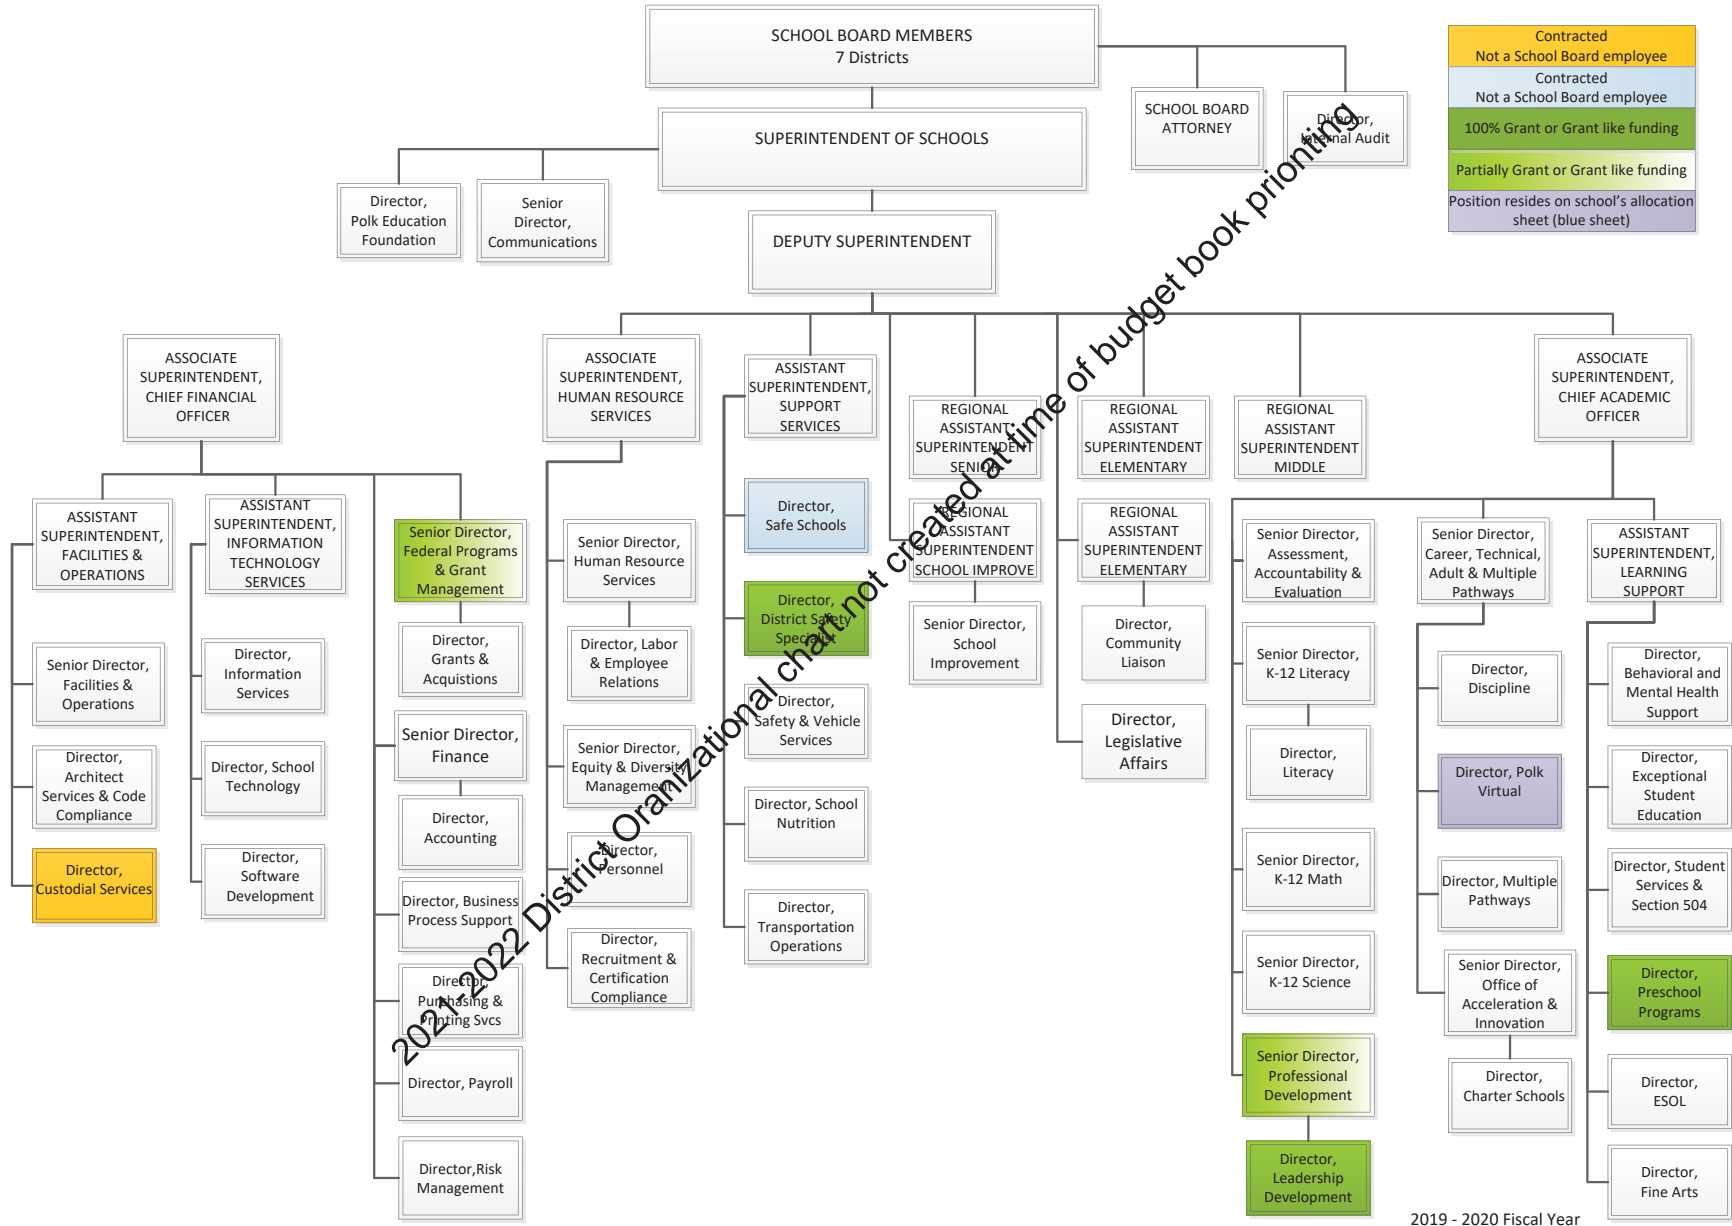 SCHOOL BOARD MEMBERS
7 Districts
SCHOOL BOARD
ATTORNEY
Director,
Internal Audit
Contracted
Not a School Board employee
Contracted
Not a School Board employee
100% Grant or Grant like funding
Partially Grant or Grant like funding
Position resides on school's allocation
sheet (blue sheet)
SUPERINTENDENT OF SCHOOLS
Director,
Polk Education
Foundation
Senior
Director,
Communications
DEPUTY SUPERINTENDENT
ASSOCIATE
SUPERINTENDENT,
CHIEF FINANCIAL
OFFICER
ASSOCIATE
SUPERINTENDENT,
HUMAN RESOURCE
SERVICES
ASSISTANT
SUPERINTENDENT,
SUPPORT
SERVICES
REGIONAL
ASSISTANT
SUPERINTENDENT
SENIOR
REGIONAL
ASSISTANT
SUPERINTENDENT
ELEMENTARY
REGIONAL
ASSISTANT
SUPERINTENDENT
MIDDLE
ASSOCIATE
SUPERINTENDENT,
CHIEF ACADEMIC
OFFICER
ASSISTANT
SUPERINTENDENT,
FACILITIES &
OPERATIONS
Senior Director,
Facilities &
Operations
Director,
Architect
Services & Code
Compliance
Director,
Custodial Services
ASSISTANT
SUPERINTENDENT,
INFORMATION
TECHNOLOGY
SERVICES
Director,
Information
Services
Director, School
Technology
Director,
Software
Development
Senior Director,
Federal Programs
& Grant
Management
Director,
Grants &
Acquistions
Senior Director,
Finance
Director,
Accounting
Director, Business
Process Support
Director,
Purchasing &
Printing Svcs
Director, Payroll
Director,Risk
Management
Senior Director,
Human Resource
Services
Director, Labor
& Employee
Relations
Senior Director,
Equity & Diversity
Management
Director,
Personnel
Director,
Recruitment &
Certification
Compliance
Director,
Safe Schools
Director,
District Safety
Specialist
Director,
Safety & Vehicle
Services
Director, School
Nutrition
Director,
Transportation
Operations
REGIONAL
ASSISTANT
SUPERINTENDENT
SCHOOL IMPROVE
Senior Director,
School
Improvement
REGIONAL
ASSISTANT
SUPERINTENDENT
ELEMENTARY
Director,
Community
Liaison
Director,
Legislative
Affairs
Senior Director,
Assessment,
Accountability &
Evaluation
Senior Director,
K-12 Literacy
Director,
Literacy
Senior Director,
K-12 Math
Senior Director,
K-12 Science
Senior Director,
Professional
Development
Director,
Leadership
Development
Senior Director,
Career, Technical,
Adult & Multiple
Pathways
Director,
Discipline
Director, Polk
Virtual
Director, Multiple
Pathways
Senior Director,
Office of
Acceleration &
Innovation
Director,
Charter Schools
ASSISTANT
SUPERINTENDENT,
LEARNING
SUPPORT
Director,
Behavioral and
Mental Health
Support
Director,
Exceptional
Student
Education
Director, Student
Services &
Section 504
Director,
Preschool
Programs
Director,
ESOL
Director,
Fine Arts
2021-2022 District Oranizational chart not created at time of budget book prionting
2019 - 2020 Fiscal Year